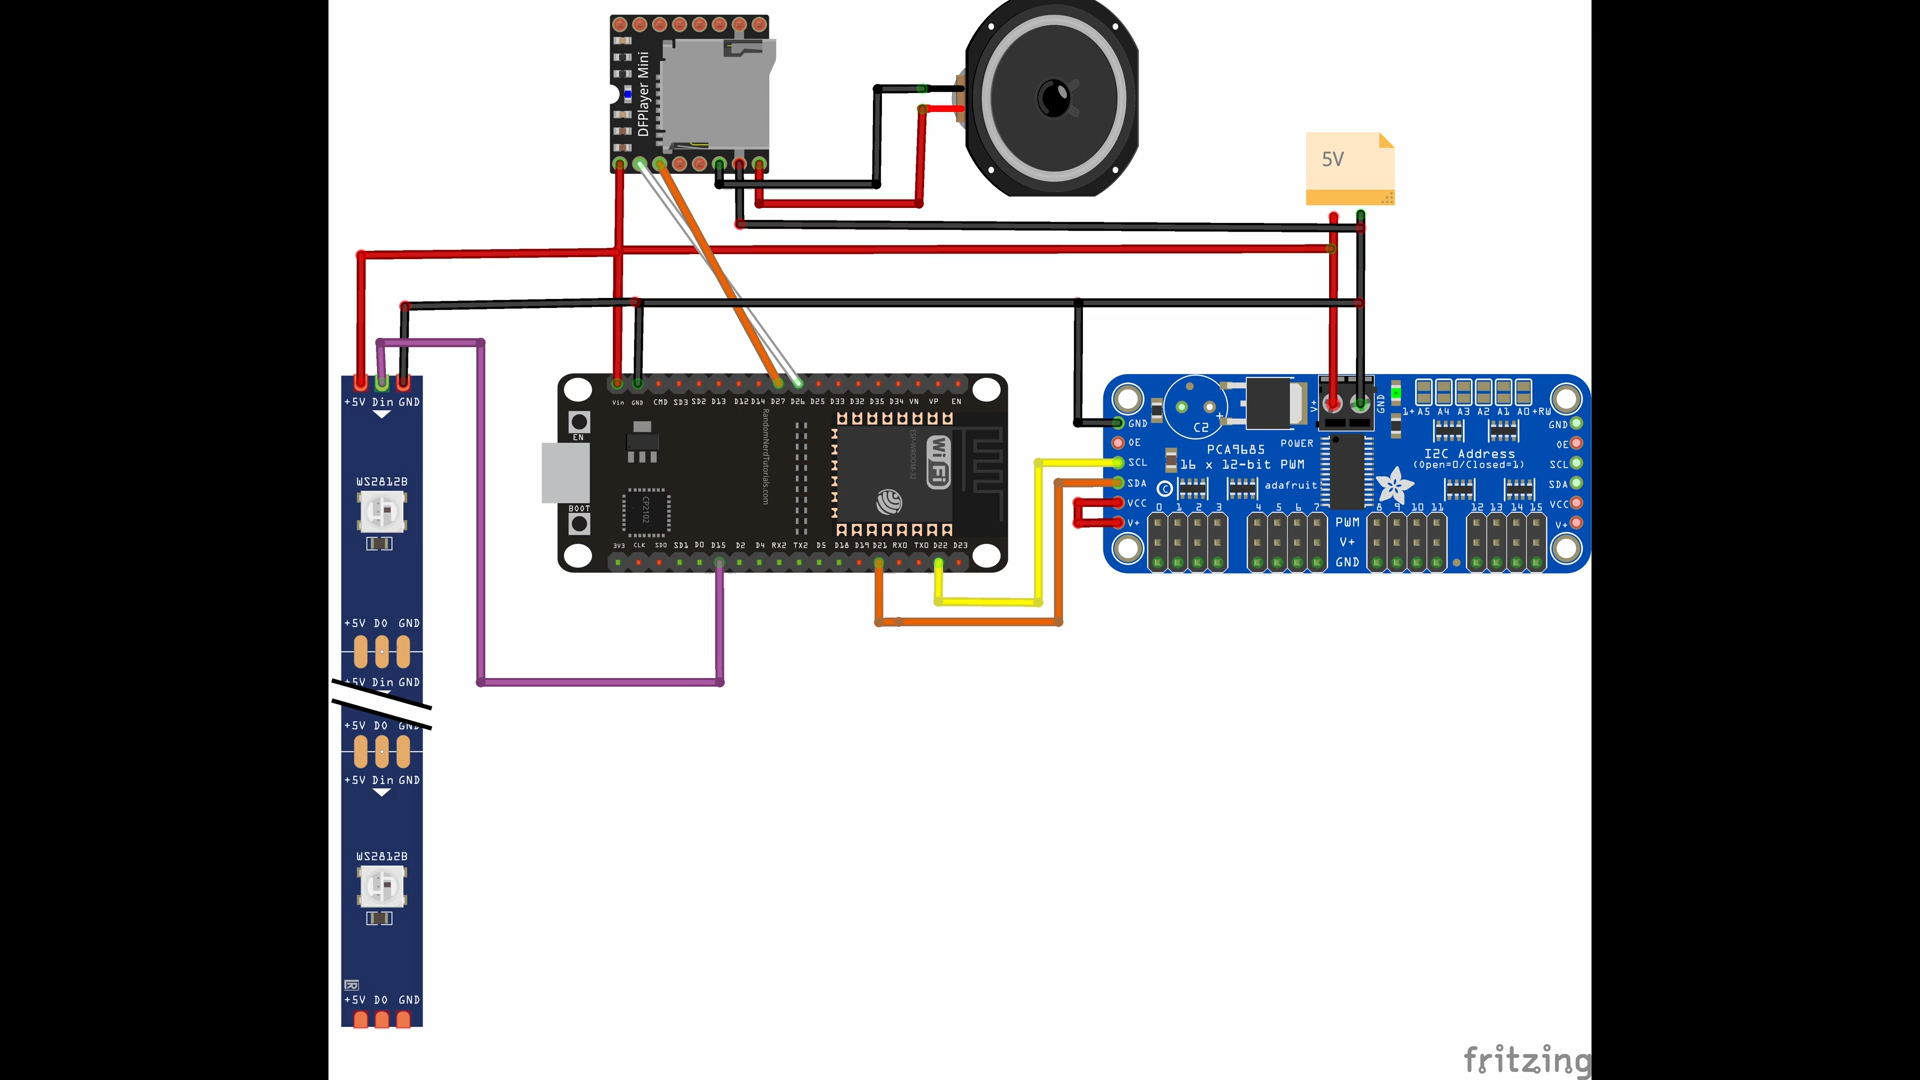 DFPlayer Mini
5V
+5V Din GND
WS2812B
+5V DO GND
+5V Din GND
+5V DO GND
+5V Din GND
WS2812B
+5V DO GND
Vin GND CMD SD3 SD2 D13 D12 D14 D27 D26 D25 D33 D32 D35 D34 VN VP EN
EN
BOOT
CP2102
RandomNerdTutorials.com
ESP-WROOM-32
WiFi
3V3 CLK SD0 SD1 D0 D15 D2 D4 RX2 TX2 D5 D18 D19 D21 RX0 TX0 D22 D23
GND
OE
SCL
SDA
VCC
V+
C2
+
V+
GND
POWER
PCA9685
16 x 12-bit PWM
adafruit
1+A5 A4 A3 A2 A1 A0+RW
I2C Address
(Open=0/Closed=1)
GND
OE
SCL
SDA
VCC
V+
0 1 2 3 4 5 6 7 8 9 10 11 12 13 14 15
PWM
V+
GND
fritzing